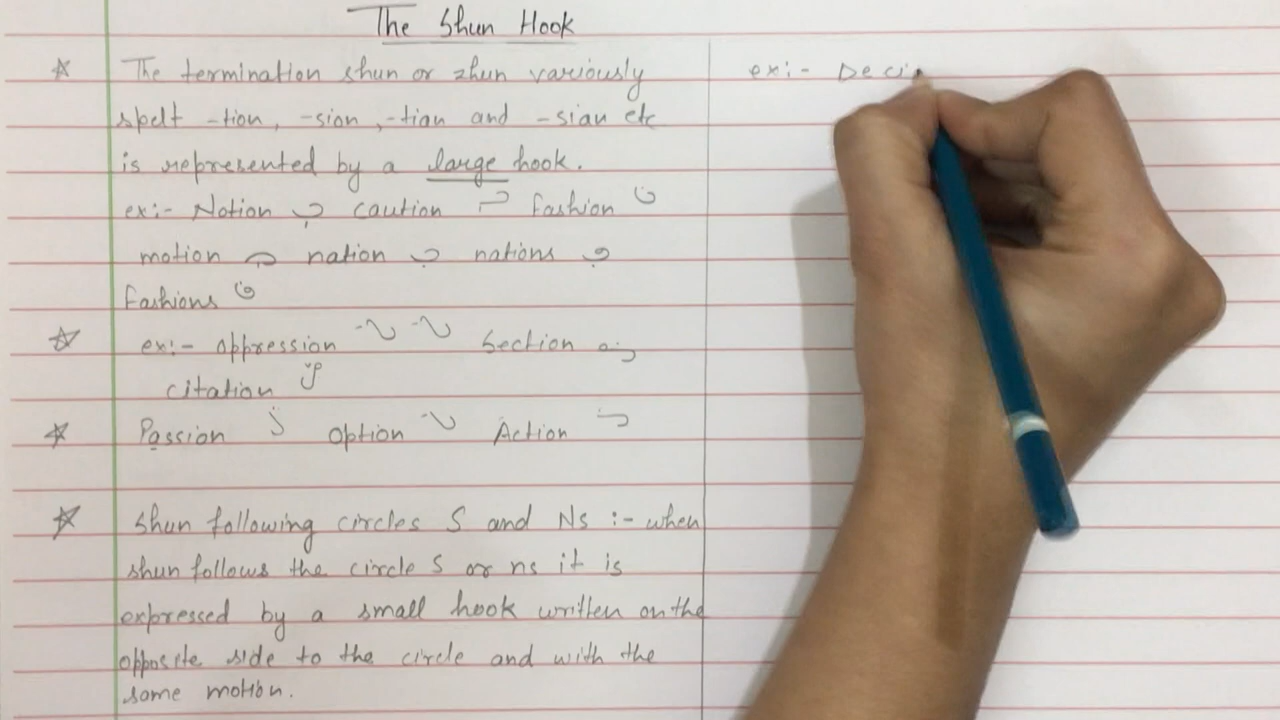 The Shun Hook
The termination shun or zhun variously
spelt -tion, -sion, -tian and -sian etc
is represented by a large hook.
ex:- Notion caution fashion
motion nation nations
fashions
ex:- oppression Section
citation
Passion Option Action
Shun following circles S and Ns :- when
shun follows the circle S or ns it is
expressed by a small hook written on the
opposite side to the circle and with the
same motion.
ex:- Deci